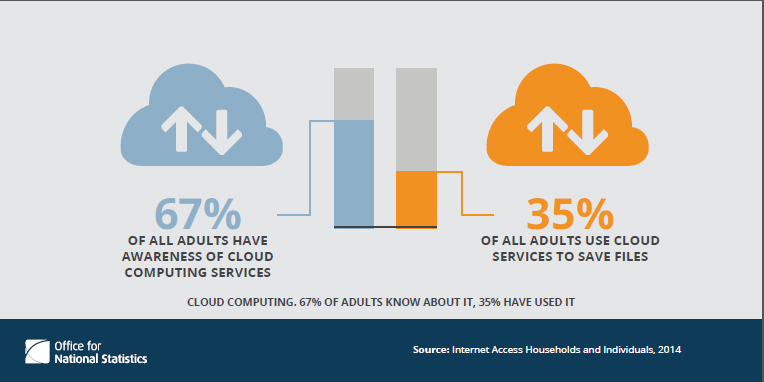 67%
OF ALL ADULTS HAVE
AWARENESS OF CLOUD
COMPUTING SERVICES
35%
OF ALL ADULTS USE CLOUD
SERVICES TO SAVE FILES
CLOUD COMPUTING. 67% OF ADULTS KNOW ABOUT IT, 35% HAVE USED IT
Office for
National Statistics
Source: Internet Access Households and Individuals, 2014